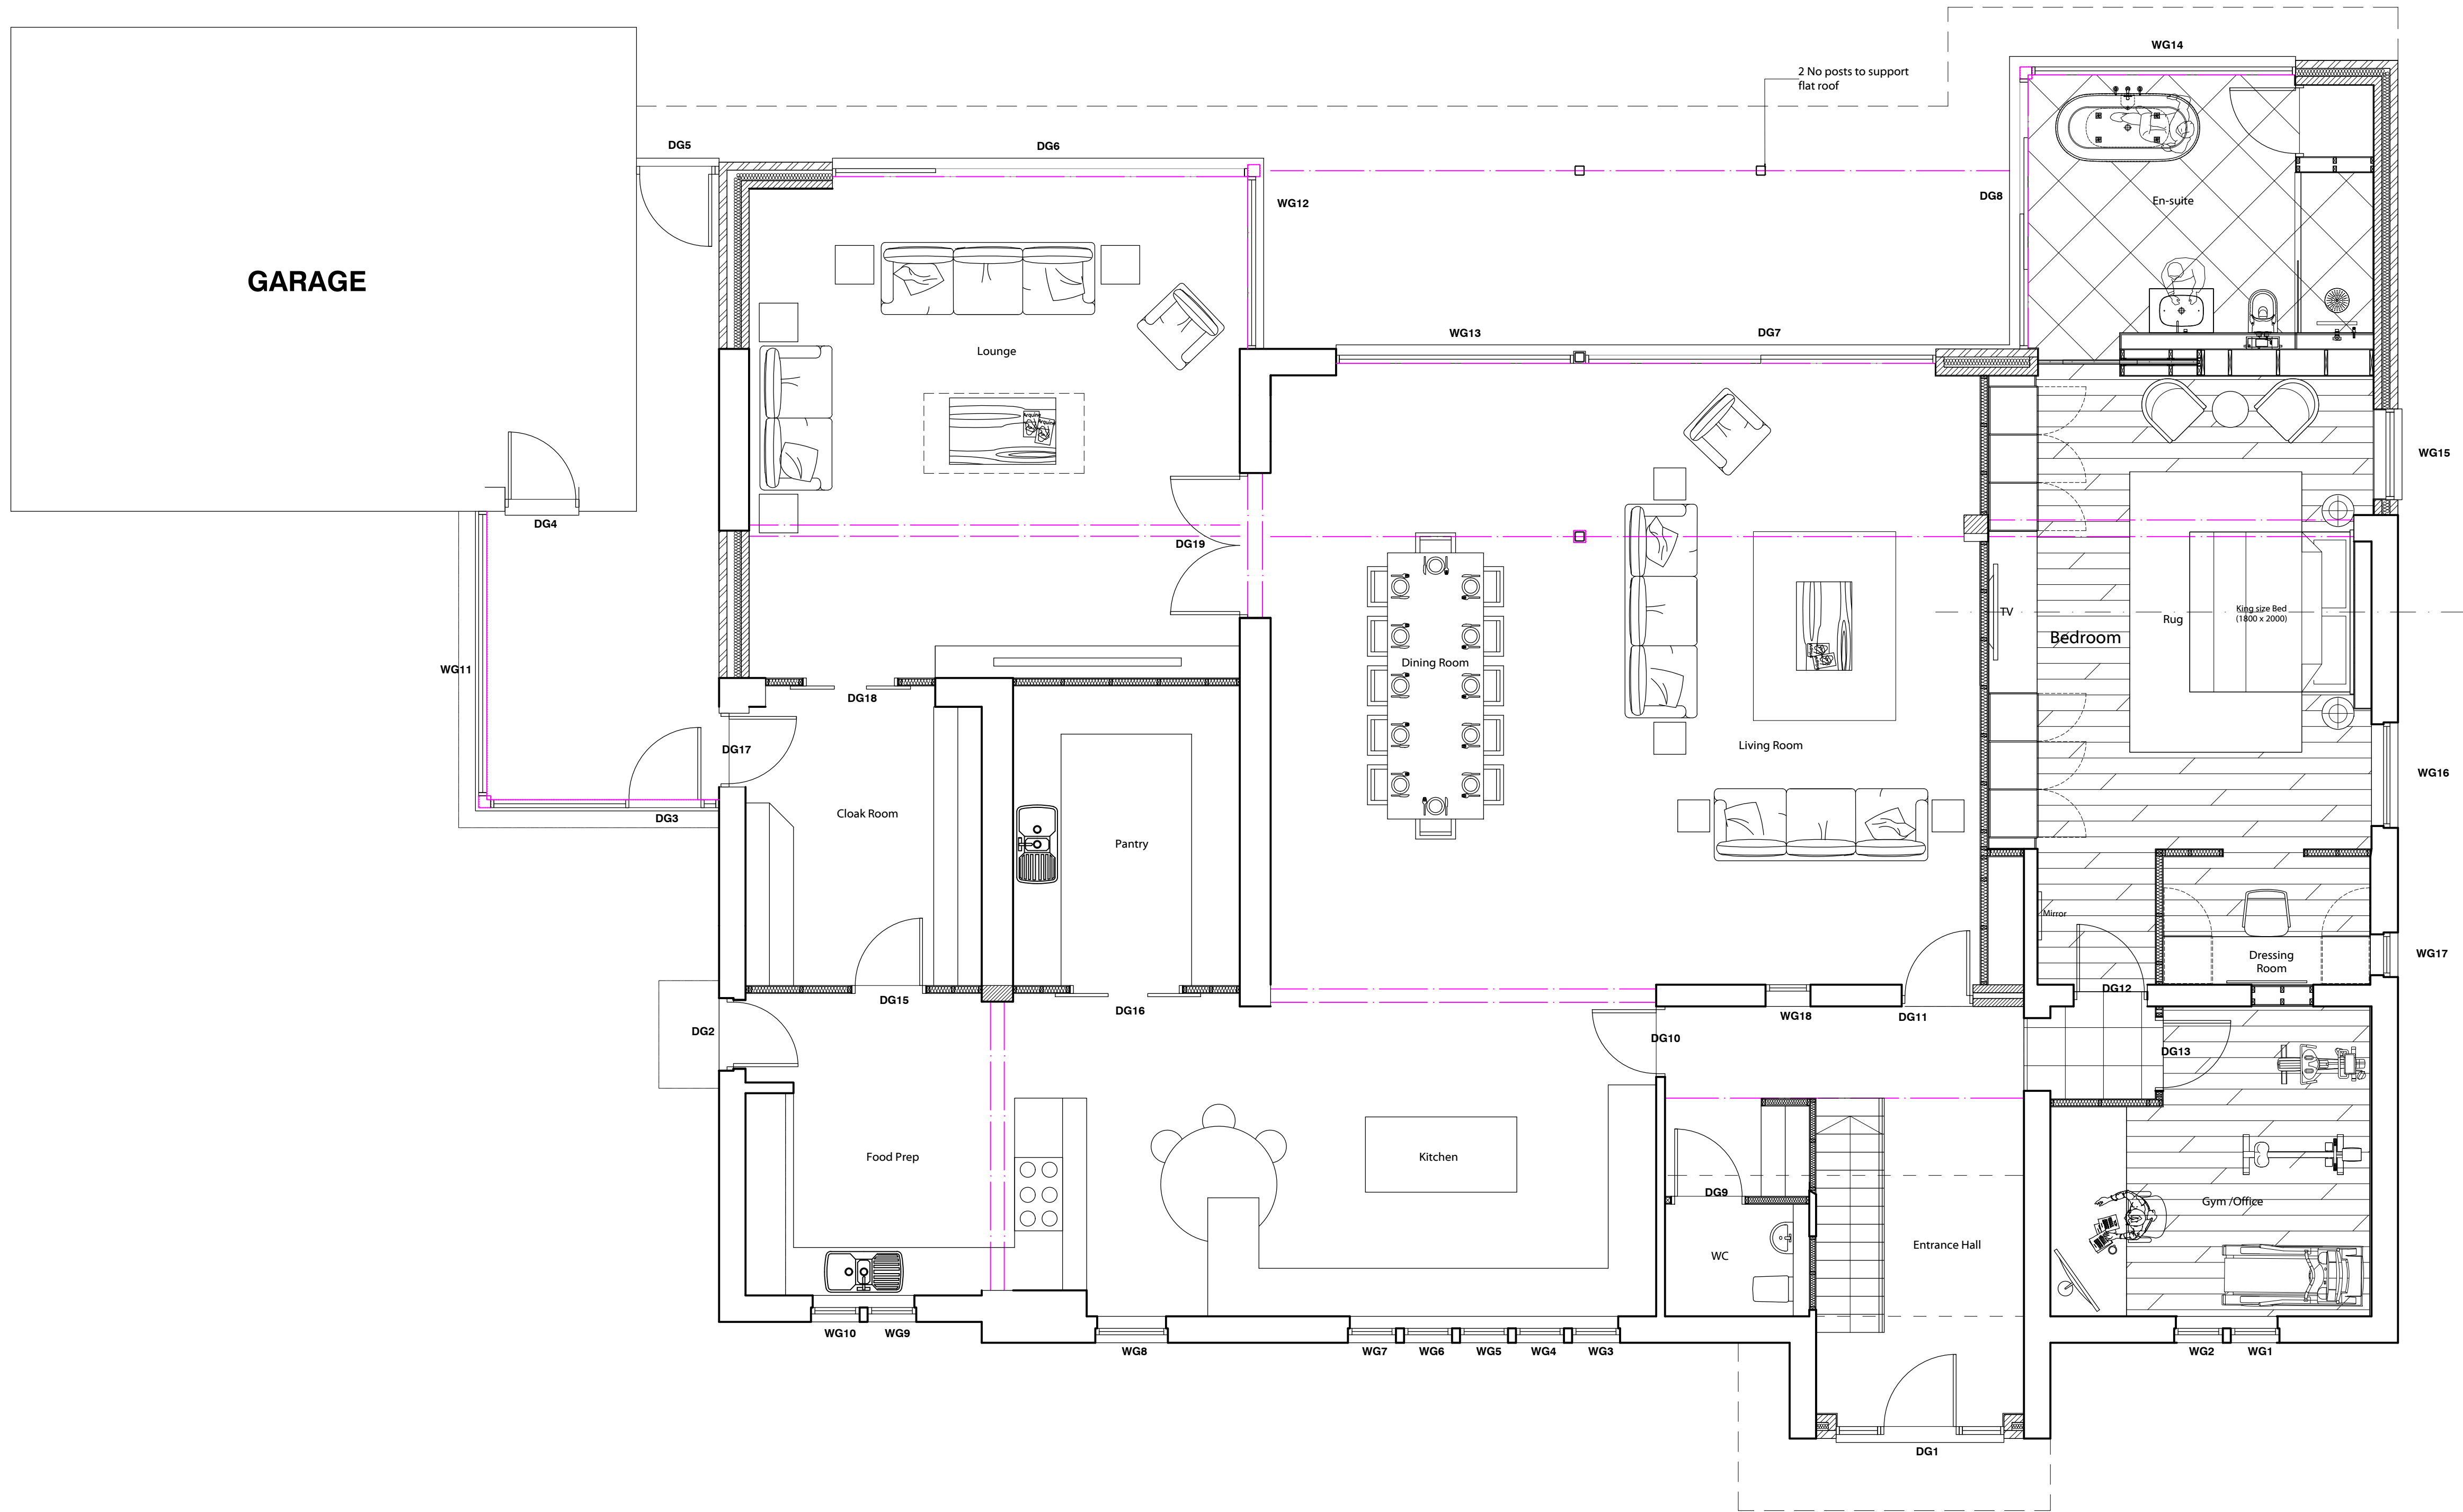 WG14
2 No posts to support
flat roof
DG5
DG6
WG12
DG8
En-suite
GARAGE
WG13
DG7
Lounge
Arquine
Arquine
WG15
DG4
DG19
TV
Rug
King size Bed
(1800 x 2000)
Bedroom
Dining Room
WG11
DG18
DG17
Living Room
WG16
DG3
Cloak Room
Pantry
Mirror
Dressing
Room
WG17
DG15
DG16
DG12
WG18
DG11
DG2
DG10
DG13
Food Prep
Kitchen
DG9
Gym /Office
WC
Entrance Hall
WG10
WG9
WG8
WG7
WG6
WG5
WG4
WG3
WG2
WG1
DG1